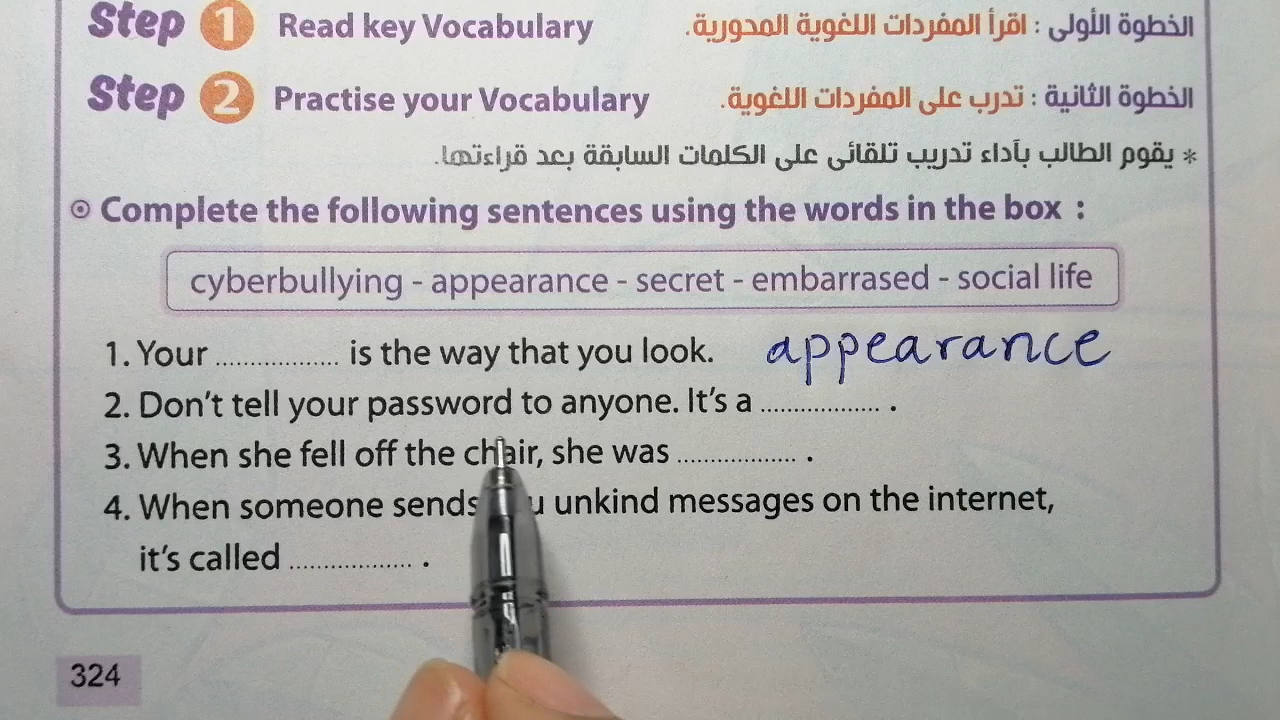 Step 1 Read key Vocabulary الخطوة الأولى : اقرأ المفردات اللغوية المحورية.
Step 2 Practise your Vocabulary الخطوة الثانية : تدرب على المفردات اللغوية.
* يقوم الطالب بأداء تدريب تلقائى على الكلمات السابقة بعد قراءتها.
Complete the following sentences using the words in the box :
cyberbullying - appearance - secret - embarrased - social life
1. Your .................. is the way that you look. appearance
2. Don't tell your password to anyone. It's a .................. .
3. When she fell off the chair, she was .................. .
4. When someone sends unkind messages on the internet,
it's called .................. .
324